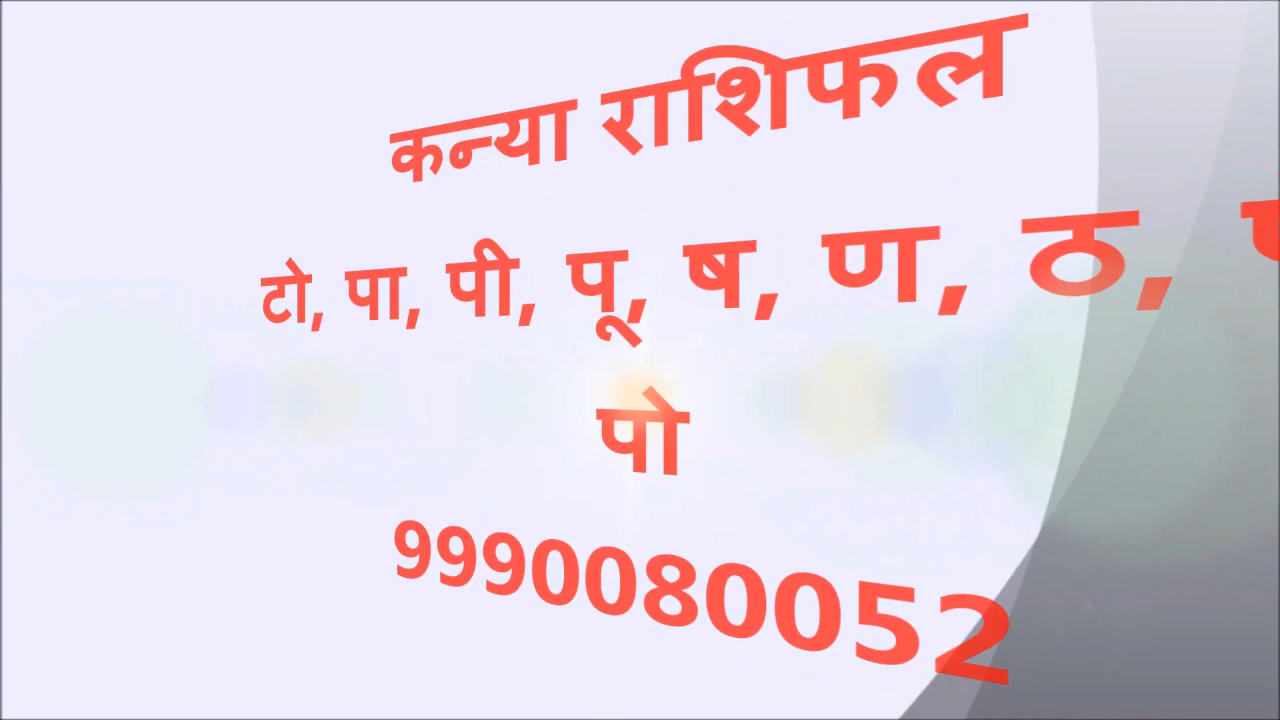 कन्या राशिफल
टो, पा, पी, पू, ष, ण, ठ,
पो
9990080052